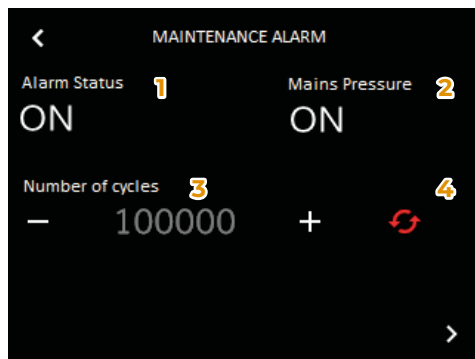 MAINTENANCE ALARM
Alarm Status 1
Mains Pressure 2
ON
ON
Number of cycles 3
4
− 100000 +